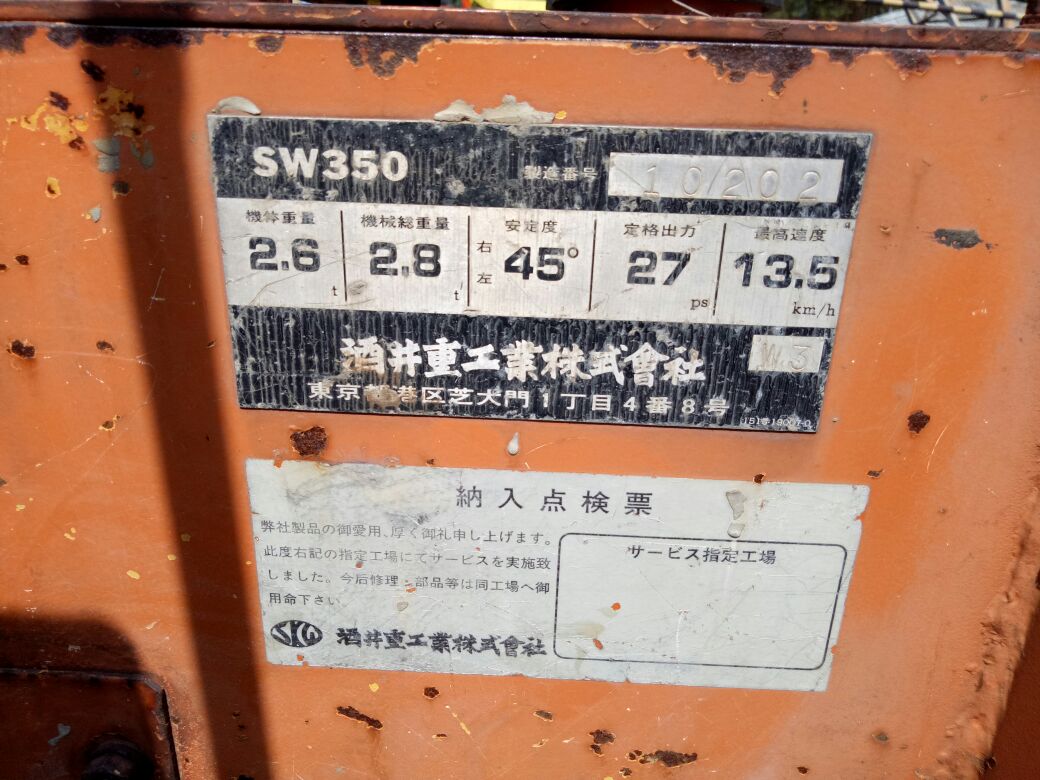 SW350 製造番号 10202
機体重量 機械総重量 安定度 定格出力 最高速度
2.6 t 2.8 t 右 左 45° 27 ps 13.5 km/h
酒井重工業株式會社 W3
東京都港区芝大門1丁目4番8号
納入点検票
弊社製品の御愛用、厚く御礼申し上げます。
此度右記の指定工場にてサービスを実施致
しました。今后修理・部品等は同工場へ御
用命下さい
サービス指定工場
SKW 酒井重工業株式會社